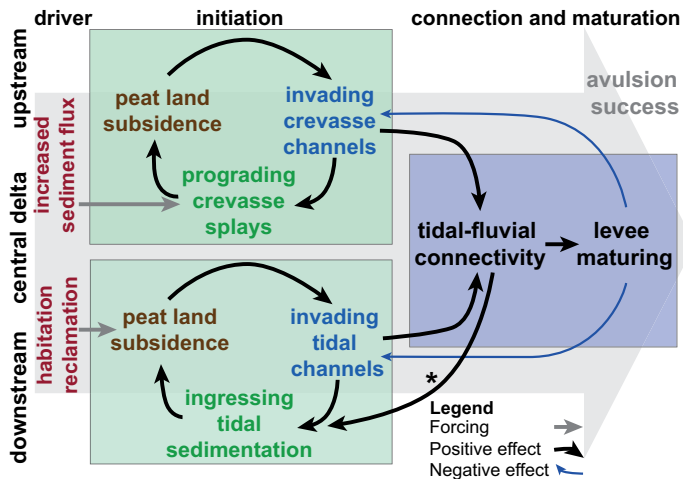 driver
initiation
connection and maturation
upstream
central delta
downstream
increased
sediment flux
habitation
reclamation
peat land
subsidence
invading
crevasse
channels
prograding
crevasse
splays
avulsion
success
tidal-fluvial
connectivity
levee
maturing
peat land
subsidence
invading
tidal
channels
ingressing
tidal
sedimentation
*
Legend
Forcing
Positive effect
Negative effect